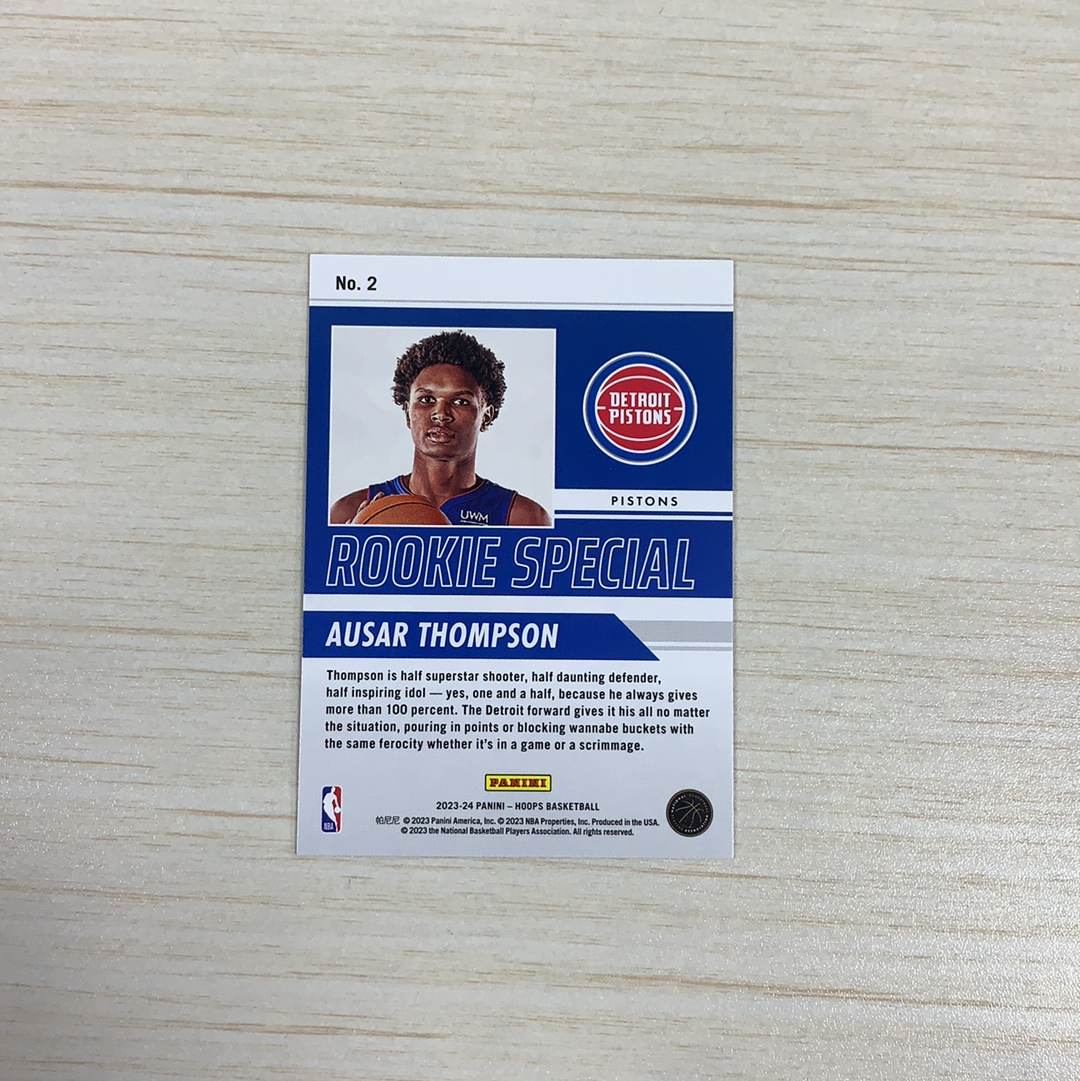 No. 2
DETROIT
PISTONS
PISTONS
UWM
ROOKIE SPECIAL
AUSAR THOMPSON
Thompson is half superstar shooter, half daunting defender,
half inspiring idol — yes, one and a half, because he always gives
more than 100 percent. The Detroit forward gives it his all no matter
the situation, pouring in points or blocking wannabe buckets with
the same ferocity whether it's in a game or a scrimmage.
PANINI
2023-24 PANINI – HOOPS BASKETBALL
帕尼尼 © 2023 Panini America, Inc. © 2023 NBA Properties, Inc. Produced in the USA.
© 2023 the National Basketball Players Association. All rights reserved.
NBA